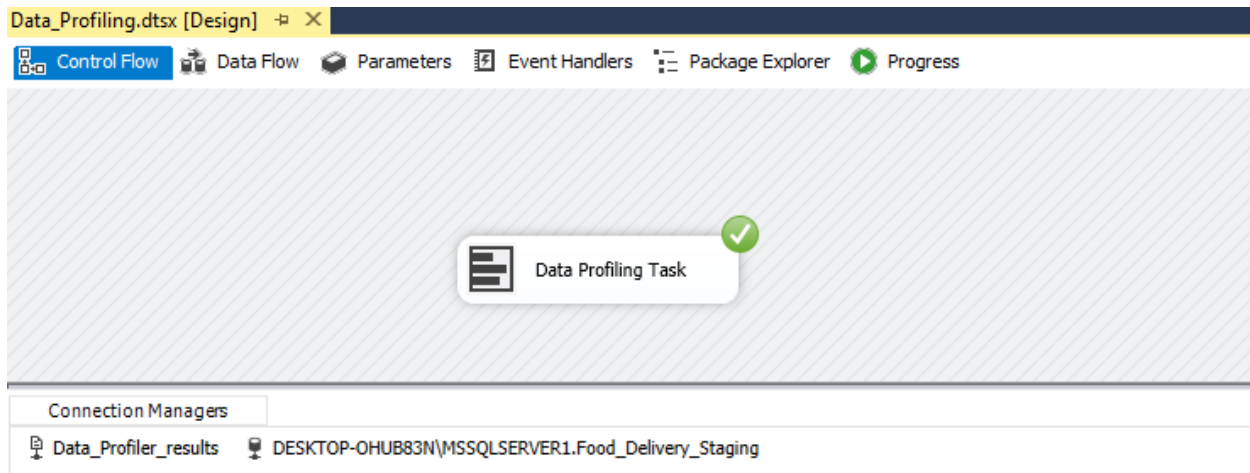 Data_Profiling.dtsx [Design]
Control Flow Data Flow Parameters Event Handlers Package Explorer Progress
Data Profiling Task
Connection Managers
Data_Profiler_results DESKTOP-OHUB83N\MSSQLSERVER1.Food_Delivery_Staging